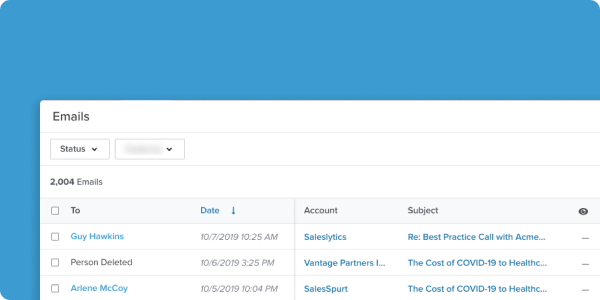 Emails
Status
2,004 Emails
To Date ↓ Account Subject
Guy Hawkins 10/7/2019 10:25 AM Saleslytics Re: Best Practice Call with Acme... —
Person Deleted 10/6/2019 3:25 PM Vantage Partners I... The Cost of COVID-19 to Healthc... —
Arlene McCoy 10/5/2019 10:04 PM SalesSpurt The Cost of COVID-19 to Healthc... —